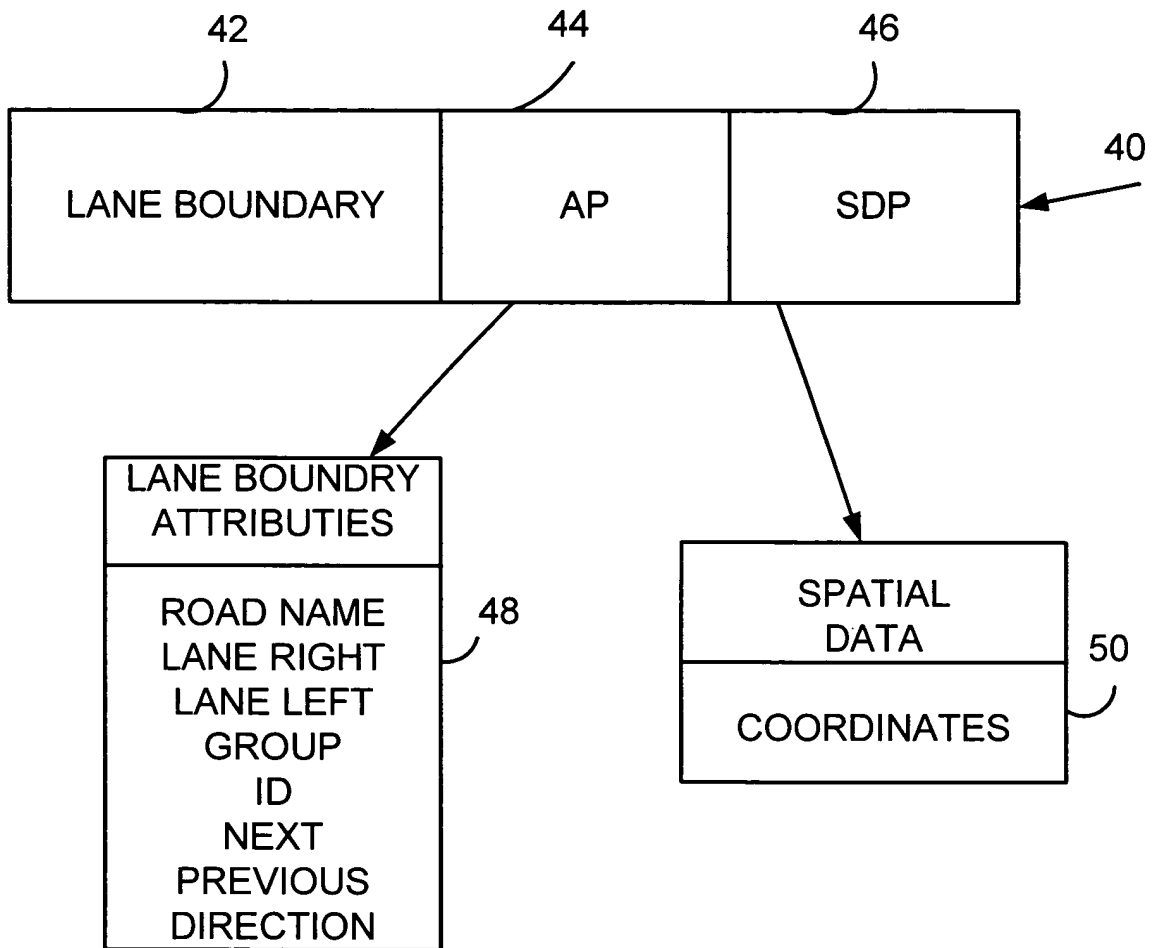 42
44
46
40
LANE BOUNDARY
AP
SDP
LANE BOUNDRY
ATTRIBUTIES
ROAD NAME
LANE RIGHT
LANE LEFT
GROUP
ID
NEXT
PREVIOUS
DIRECTION
48
SPATIAL
DATA
COORDINATES
50